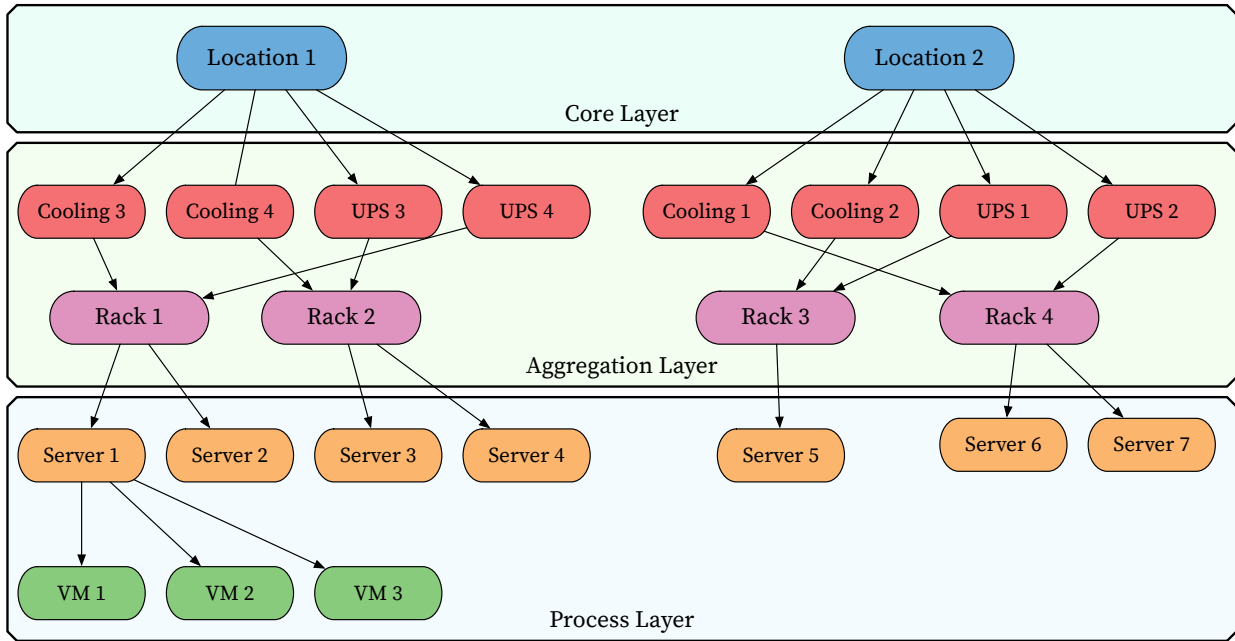 Location 1
Location 2
Core Layer
Cooling 3
Cooling 4
UPS 3
UPS 4
Cooling 1
Cooling 2
UPS 1
UPS 2
Rack 1
Rack 2
Rack 3
Rack 4
Aggregation Layer
Server 1
Server 2
Server 3
Server 4
Server 5
Server 6
Server 7
VM 1
VM 2
VM 3
Process Layer